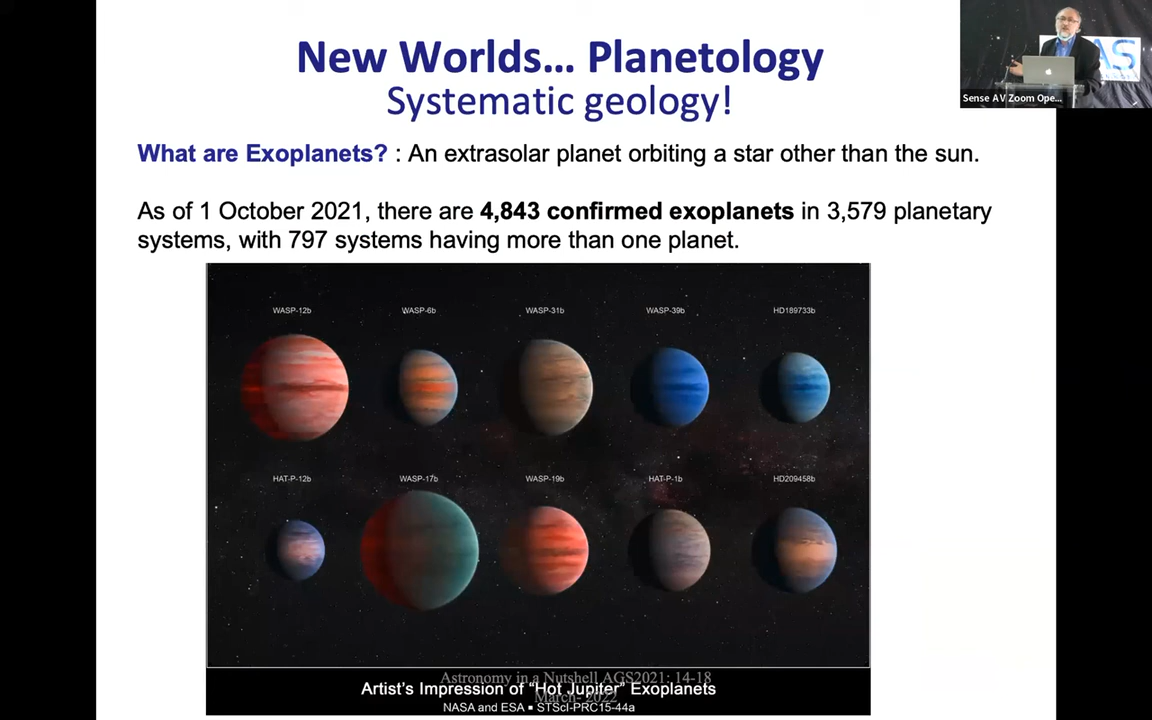 New Worlds… Planetology
Systematic geology!
What are Exoplanets? : An extrasolar planet orbiting a star other than the sun.
As of 1 October 2021, there are 4,843 confirmed exoplanets in 3,579 planetary
systems, with 797 systems having more than one planet.
WASP-12b WASP-6b WASP-31b WASP-39b HD189733b
HAT-P-12b WASP-17b WASP-19b HAT-P-1b HD209458b
Astronomy in a Nutshell AGS2021: 14-18
March- 2022
Artist's Impression of "Hot Jupiter" Exoplanets
NASA and ESA ▪ STScI-PRC15-44a
AS
Sense AV Zoom Ope...